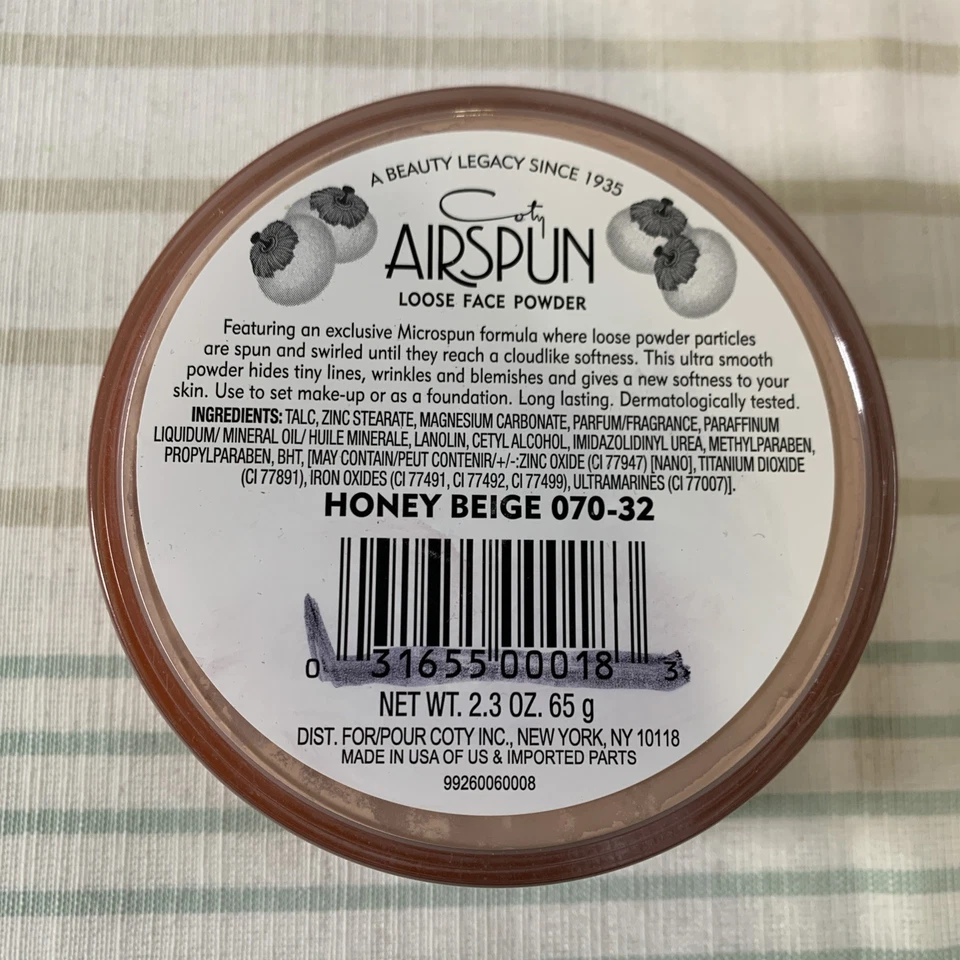 A BEAUTY LEGACY SINCE 1935
Coty
AIRSPUN
LOOSE FACE POWDER
Featuring an exclusive Microspun formula where loose powder particles
are spun and swirled until they reach a cloudlike softness. This ultra smooth
powder hides tiny lines, wrinkles and blemishes and gives a new softness to your
skin. Use to set make-up or as a foundation. Long lasting. Dermatologically tested.
INGREDIENTS: TALC, ZINC STEARATE, MAGNESIUM CARBONATE, PARFUM/FRAGRANCE, PARAFFINUM
LIQUIDUM/ MINERAL OIL/ HUILE MINERALE, LANOLIN, CETYL ALCOHOL, IMIDAZOLIDINYL UREA, METHYLPARABEN,
PROPYLPARABEN, BHT, [MAY CONTAIN/PEUT CONTENIR/+/-:ZINC OXIDE (CI 77947) [NANO], TITANIUM DIOXIDE
(CI 77891), IRON OXIDES (CI 77491, CI 77492, CI 77499), ULTRAMARINES (CI 77007)].
HONEY BEIGE 070-32
0 31655 00018 3
NET WT. 2.3 OZ. 65 g
DIST. FOR/POUR COTY INC., NEW YORK, NY 10118
MADE IN USA OF US & IMPORTED PARTS
99260060008